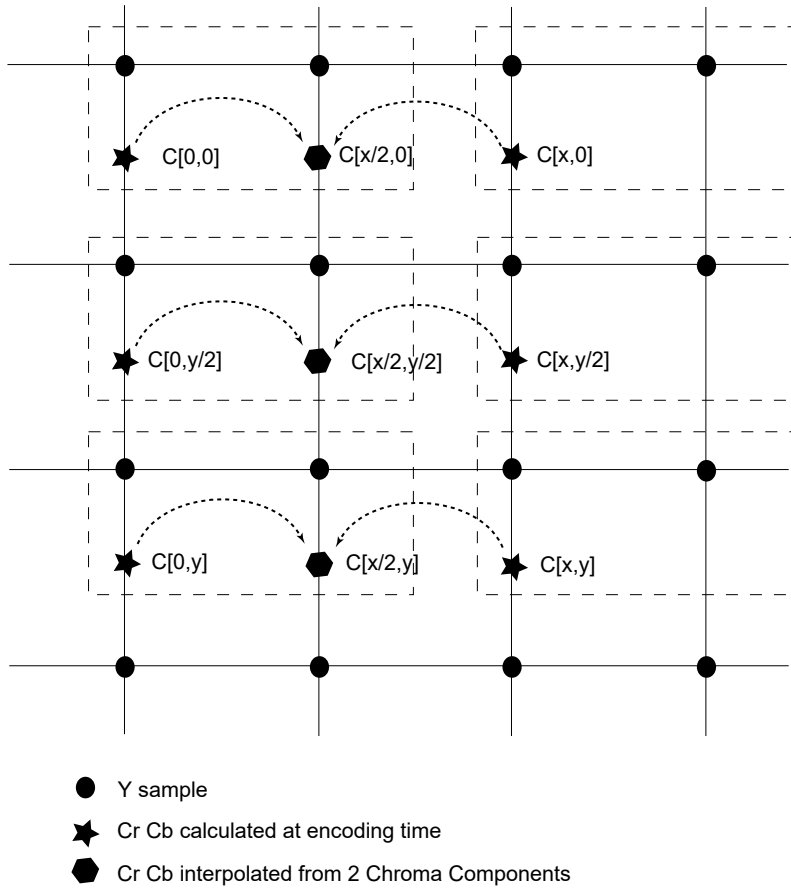 C[0,0] C[x/2,0] C[x,0]
C[0,y/2] C[x/2,y/2] C[x,y/2]
C[0,y] C[x/2,y] C[x,y]
Y sample
Cr Cb calculated at encoding time
Cr Cb interpolated from 2 Chroma Components